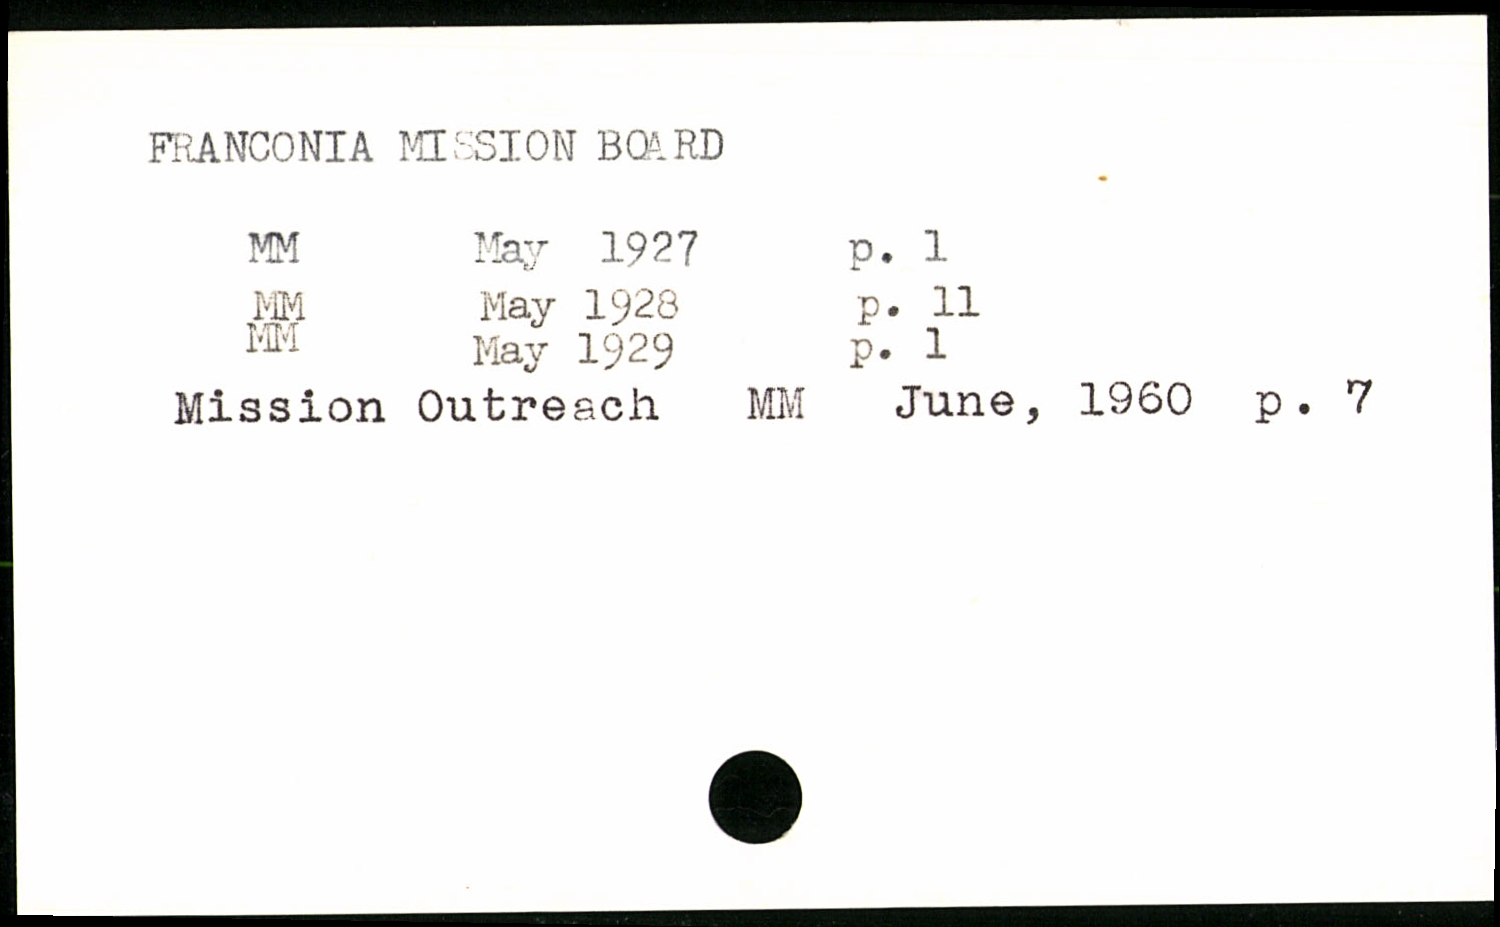 FRANCONIA MISSION BOARD
MM May 1927 p. 1
MM May 1928 p. 11
MM May 1929 p. 1
Mission Outreach MM June, 1960 p. 7